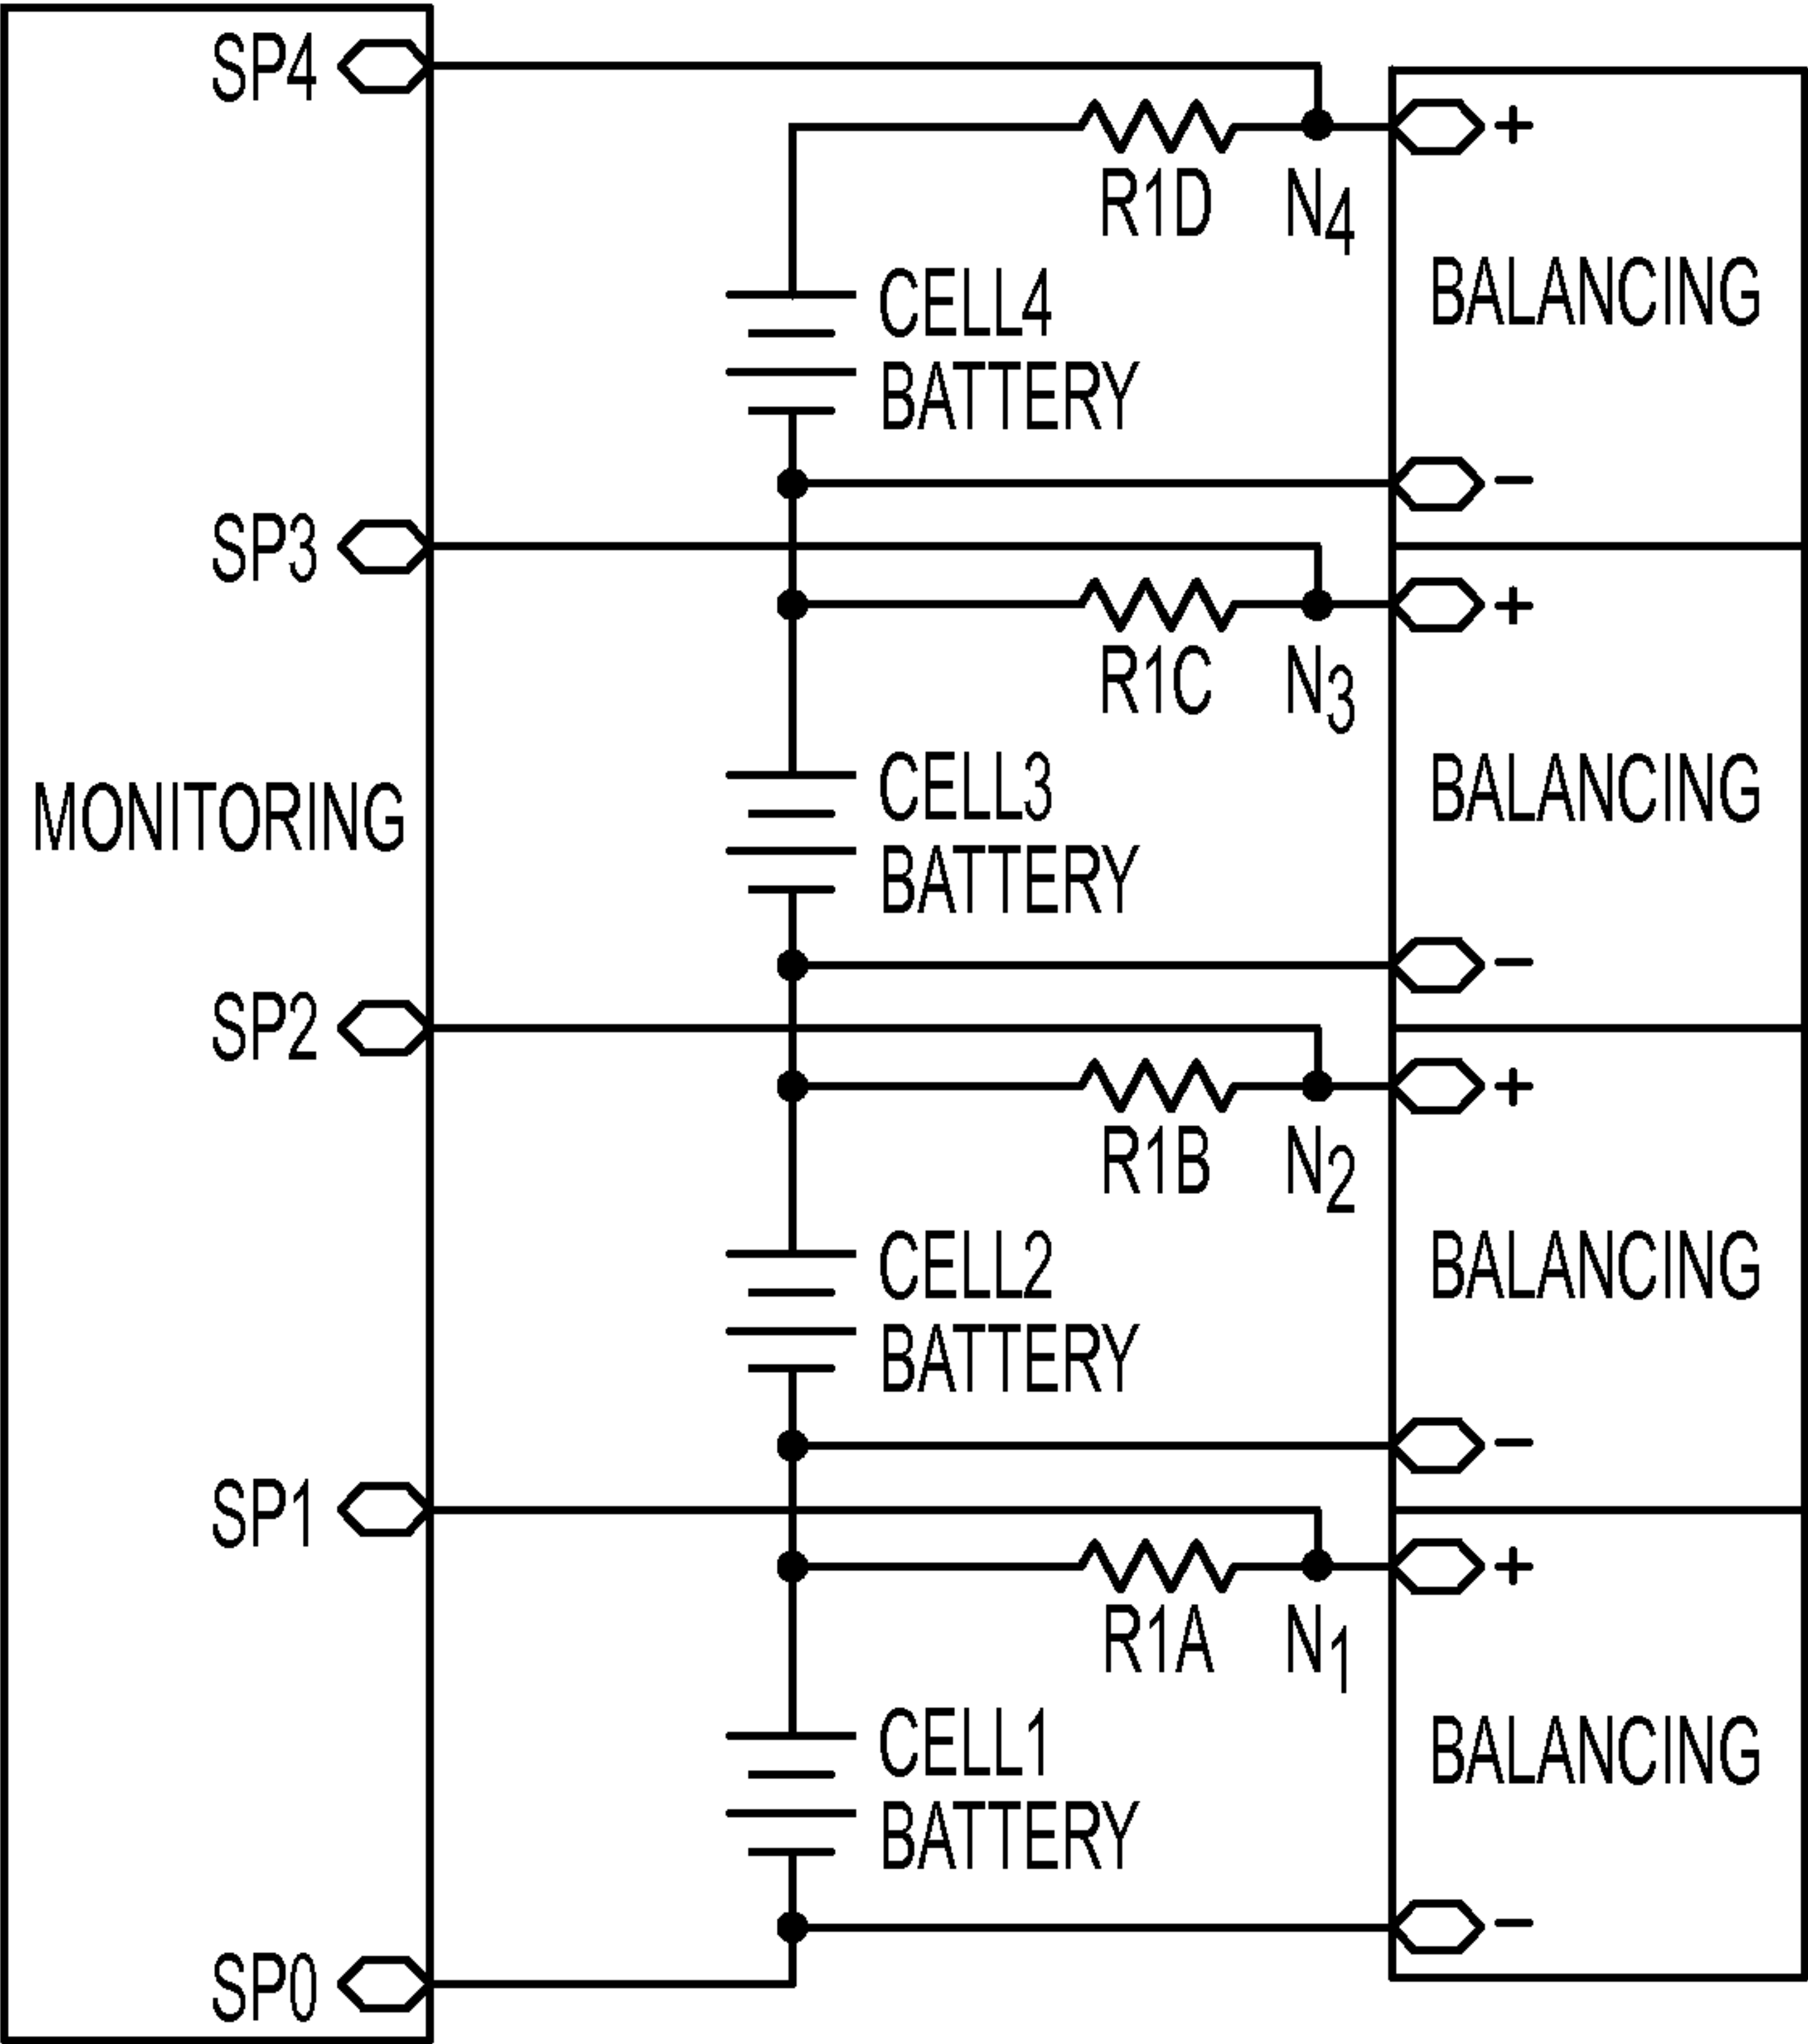 SP4
+
R1D
N4
CELL4
BATTERY
BALANCING
−
SP3
+
R1C
N3
MONITORING
CELL3
BATTERY
BALANCING
−
SP2
+
R1B
N2
CELL2
BATTERY
BALANCING
−
SP1
+
R1A
N1
CELL1
BATTERY
BALANCING
−
SP0